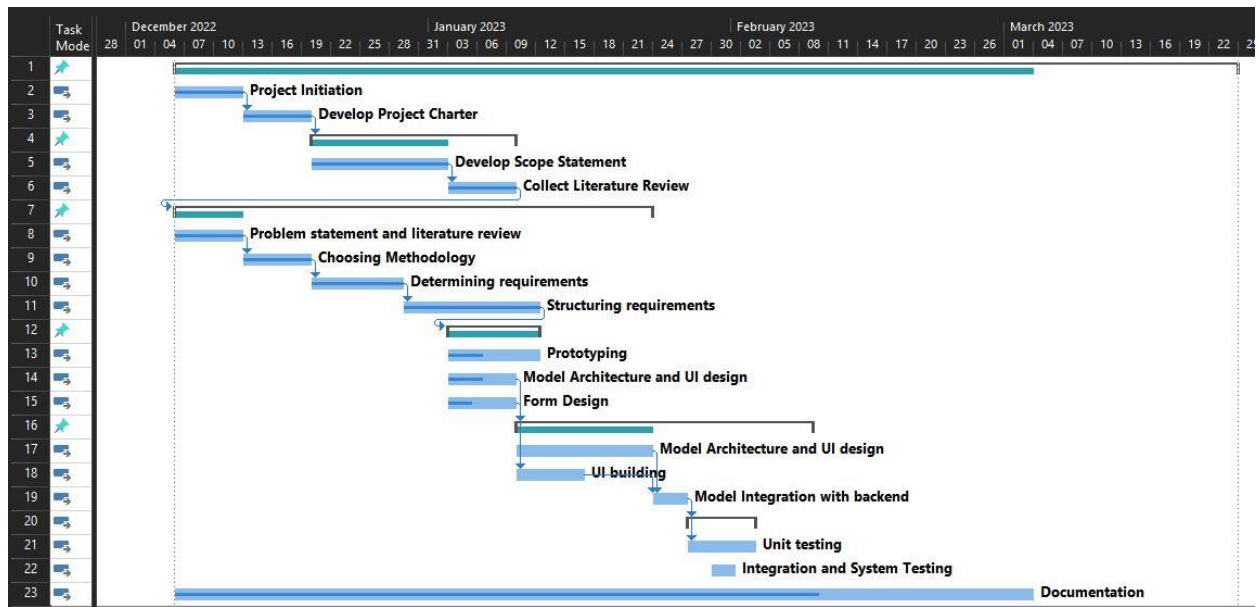 Task Mode December 2022 January 2023 February 2023 March 2023
28 01 04 07 10 13 16 19 22 25 28 31 03 06 09 12 15 18 21 24 27 30 02 05 08 11 14 17 20 23 26 01 04 07 10 13 16 19 22 25
1
2 Project Initiation
3 Develop Project Charter
4
5 Develop Scope Statement
6 Collect Literature Review
7
8 Problem statement and literature review
9 Choosing Methodology
10 Determining requirements
11 Structuring requirements
12
13 Prototyping
14 Model Architecture and UI design
15 Form Design
16
17 Model Architecture and UI design
18 UI building
19 Model Integration with backend
20
21 Unit testing
22 Integration and System Testing
23 Documentation